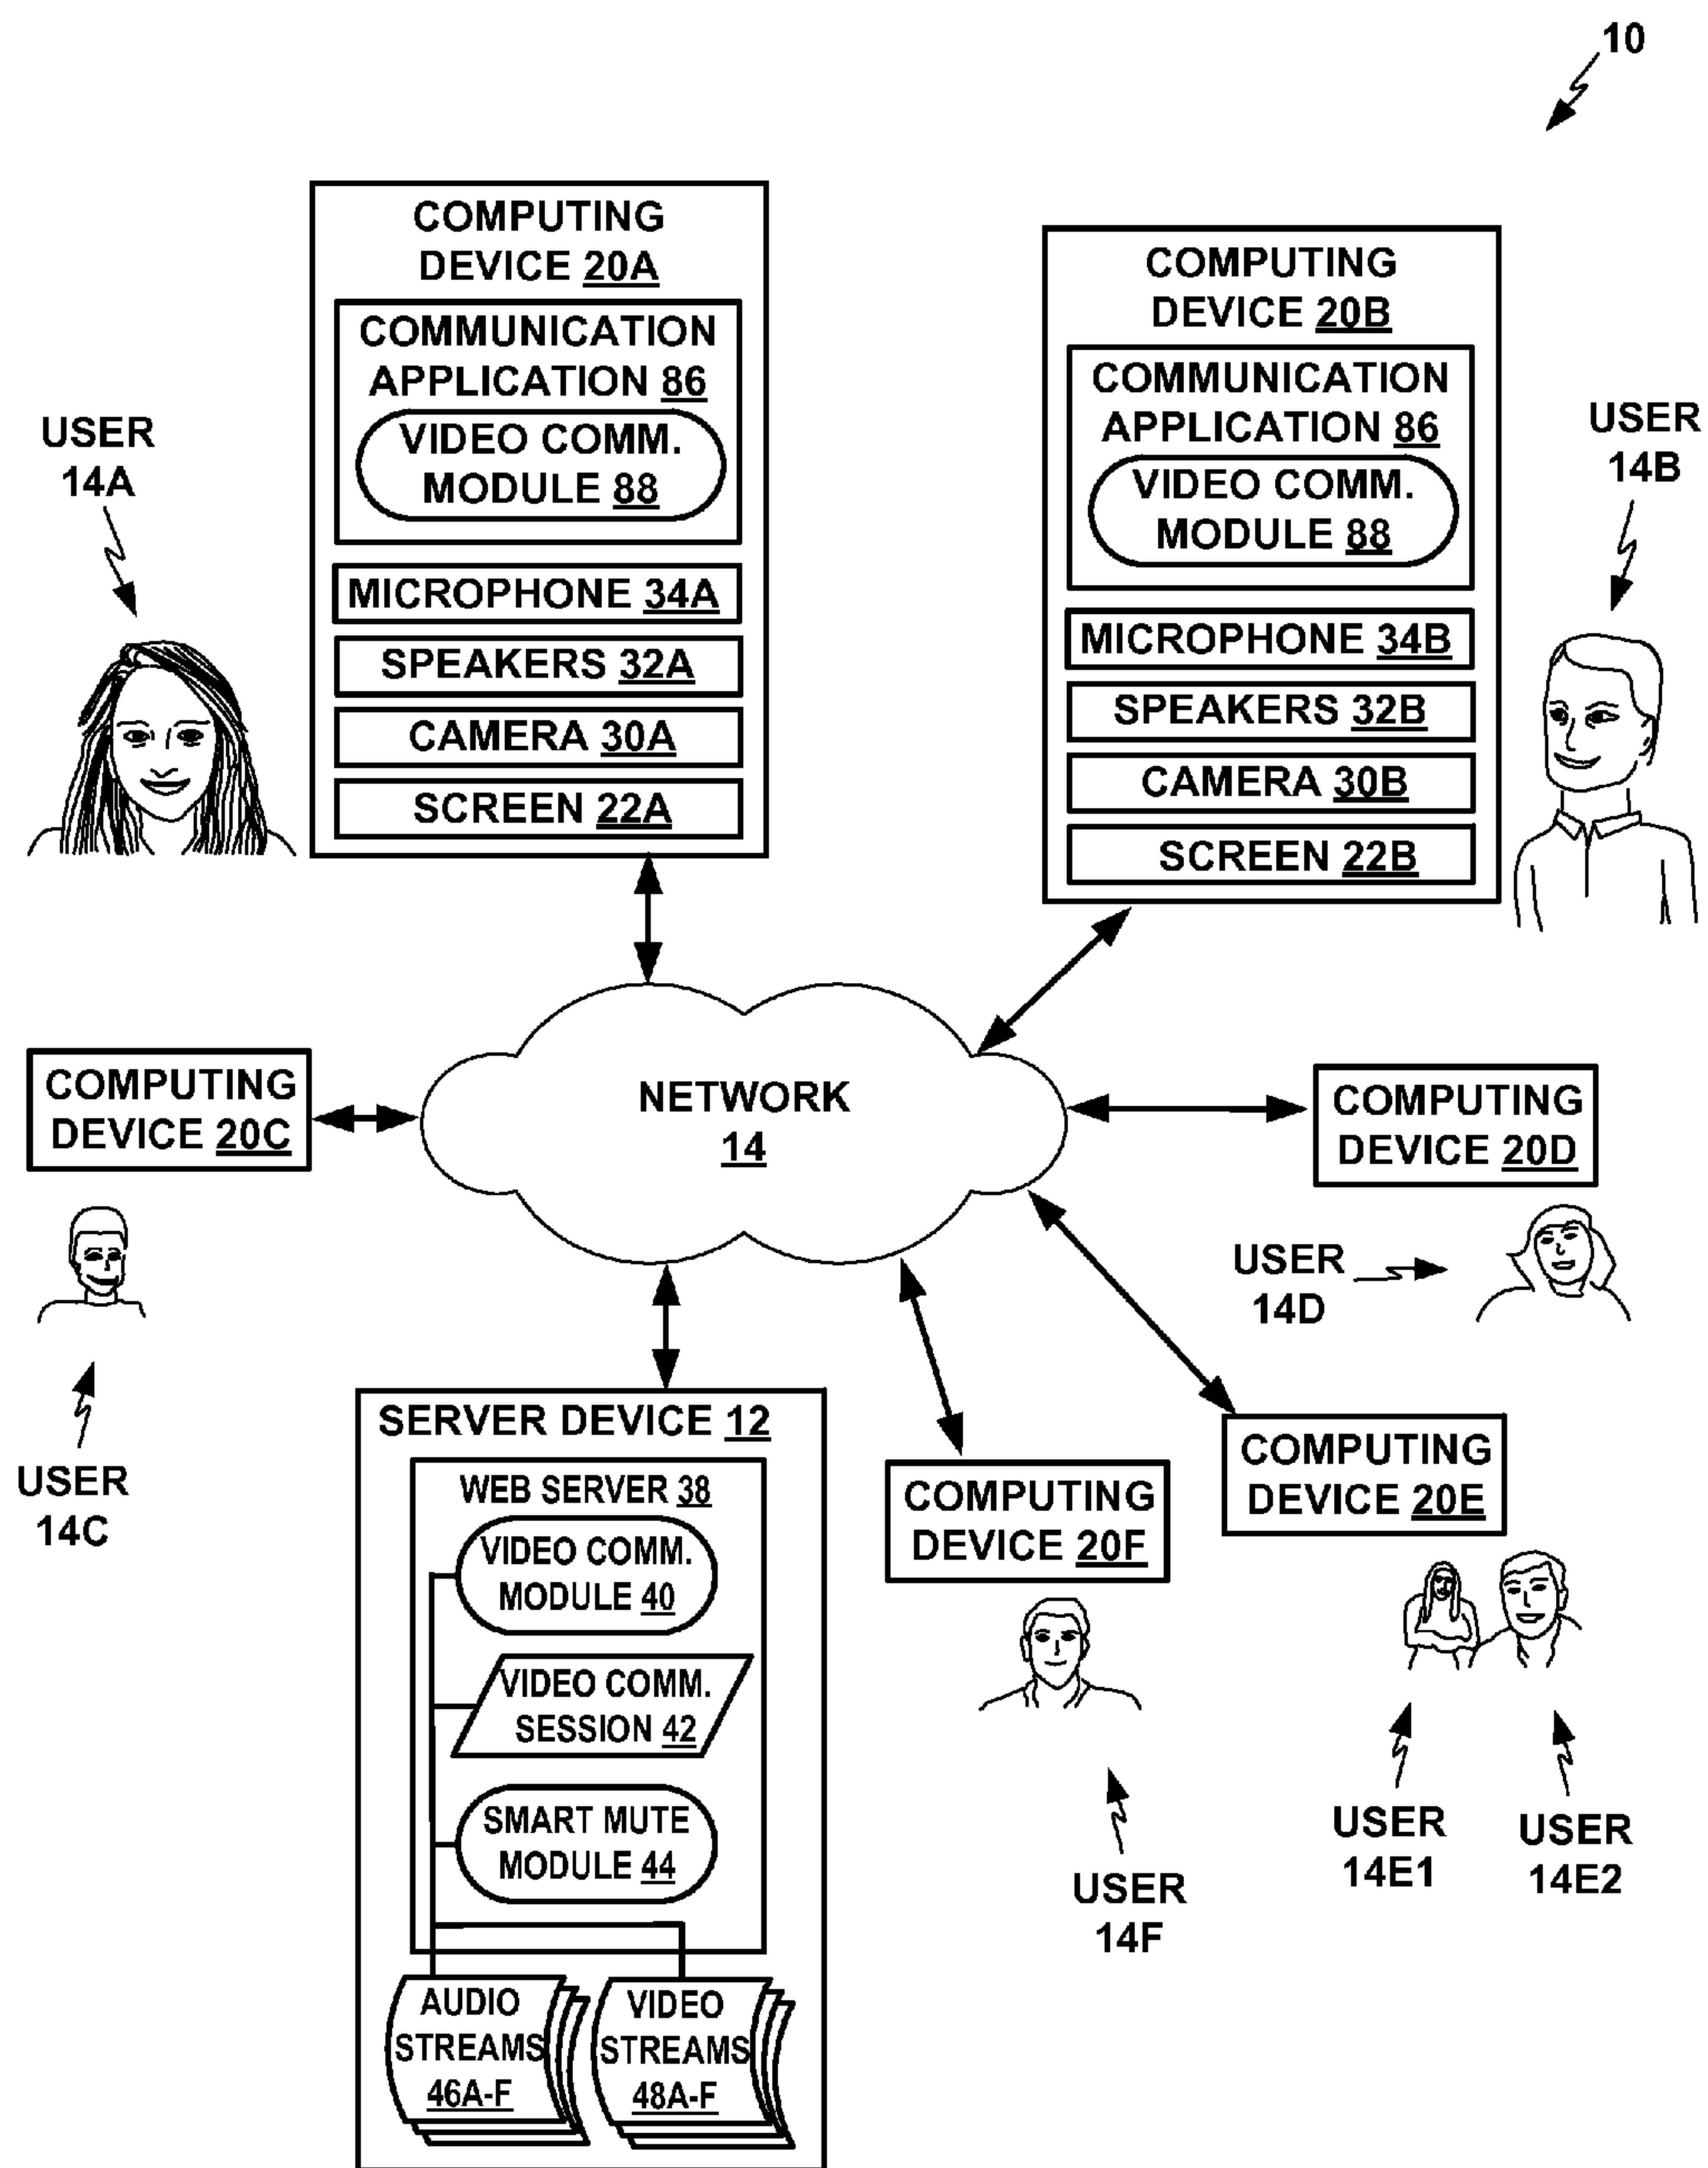 10
COMPUTING
DEVICE 20A
COMMUNICATION
APPLICATION 86
VIDEO COMM.
MODULE 88
MICROPHONE 34A
SPEAKERS 32A
CAMERA 30A
SCREEN 22A
USER
14A
COMPUTING
DEVICE 20B
COMMUNICATION
APPLICATION 86
VIDEO COMM.
MODULE 88
MICROPHONE 34B
SPEAKERS 32B
CAMERA 30B
SCREEN 22B
USER
14B
NETWORK
14
COMPUTING
DEVICE 20C
USER
14C
COMPUTING
DEVICE 20D
USER
14D
SERVER DEVICE 12
WEB SERVER 38
VIDEO COMM.
MODULE 40
VIDEO COMM.
SESSION 42
SMART MUTE
MODULE 44
AUDIO
STREAMS
46A-F
VIDEO
STREAMS
48A-F
COMPUTING
DEVICE 20F
USER
14F
COMPUTING
DEVICE 20E
USER
14E1
USER
14E2